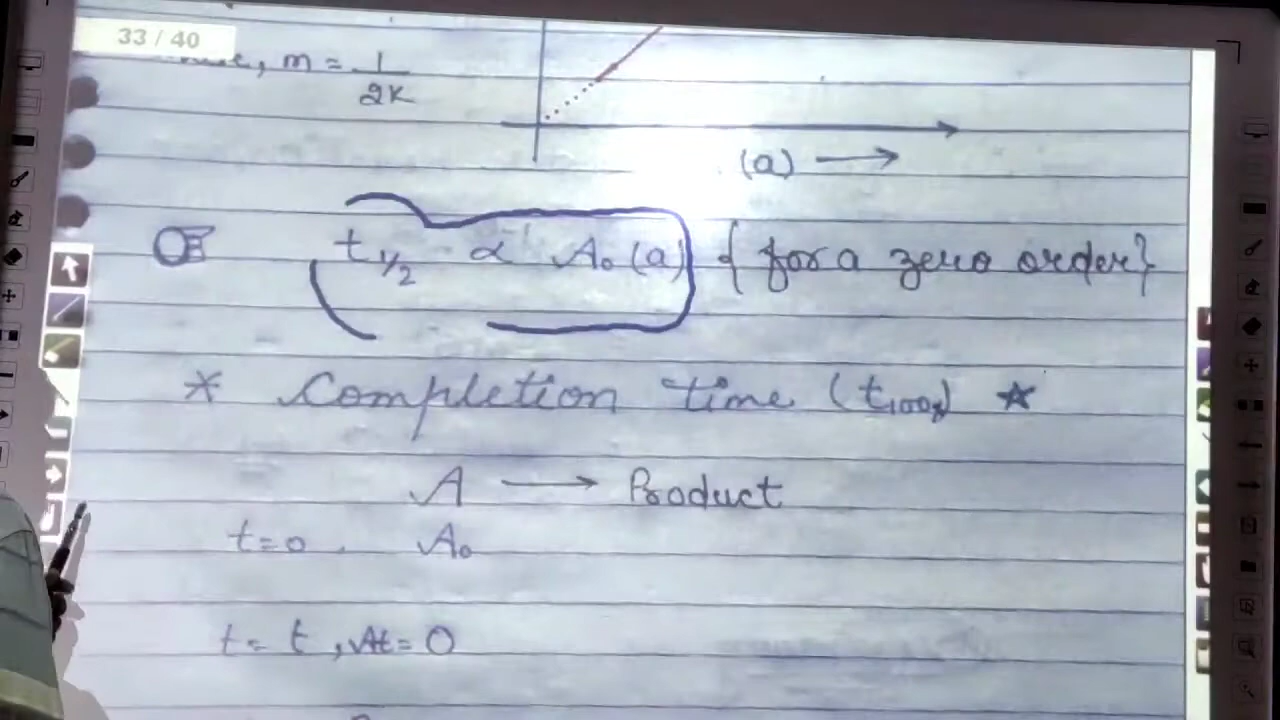 33 / 40
m = 1/2K
(a) ⟶
t1/2 ∝ A₀ (a) { for a zero order }
* Completion time (t100%) *
A ⟶ Product
t=0 A₀
t = t, At = 0